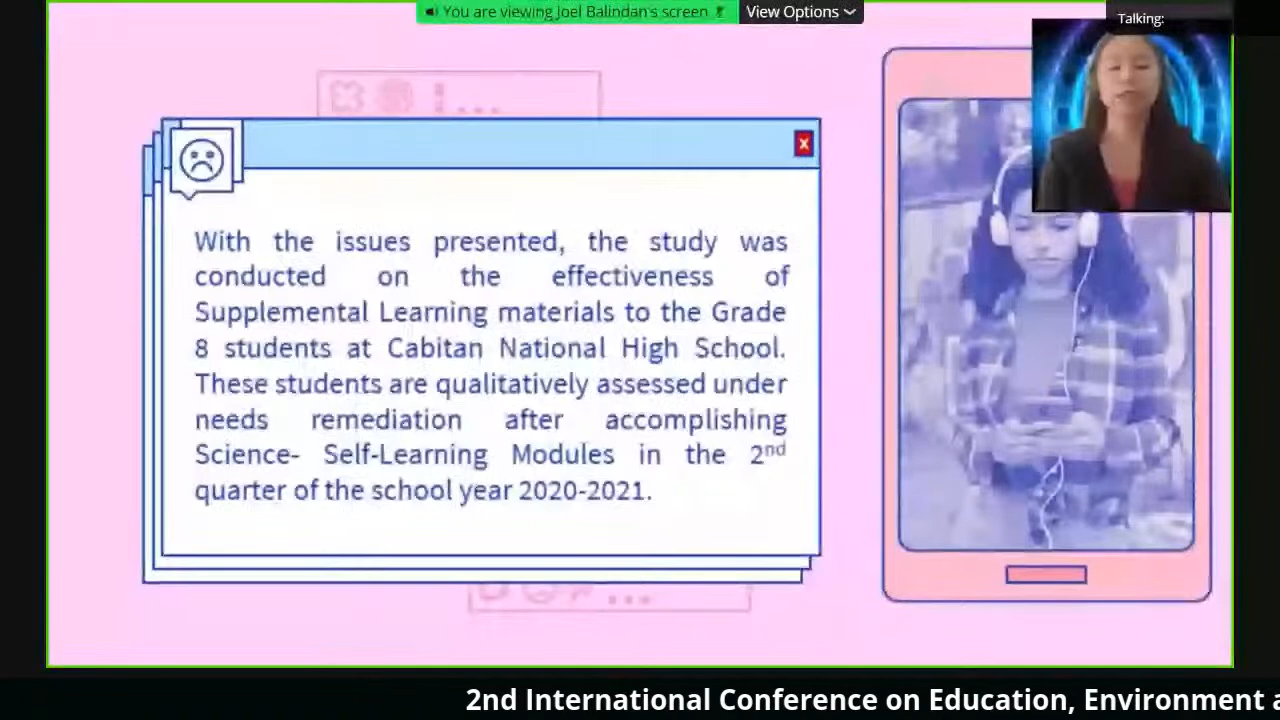 You are viewing Joel Balindan's screen
View Options
Talking:
X
With the issues presented, the study was
conducted on the effectiveness of
Supplemental Learning materials to the Grade
8 students at Cabitan National High School.
These students are qualitatively assessed under
needs remediation after accomplishing
Science- Self-Learning Modules in the 2nd
quarter of the school year 2020-2021.
2nd International Conference on Education, Environment a